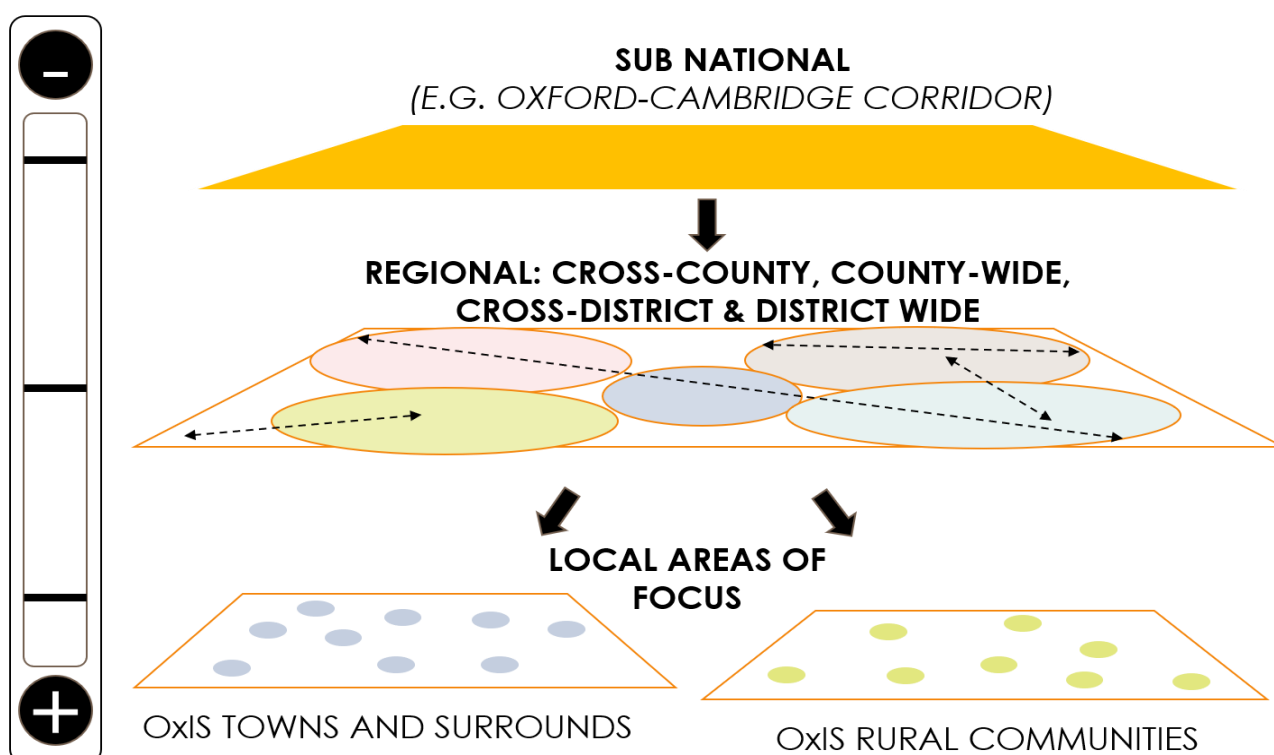 -
SUB NATIONAL
(E.G. OXFORD-CAMBRIDGE CORRIDOR)
REGIONAL: CROSS-COUNTY, COUNTY-WIDE,
CROSS-DISTRICT & DISTRICT WIDE
LOCAL AREAS OF
FOCUS
+
OxIS TOWNS AND SURROUNDS
OxIS RURAL COMMUNITIES